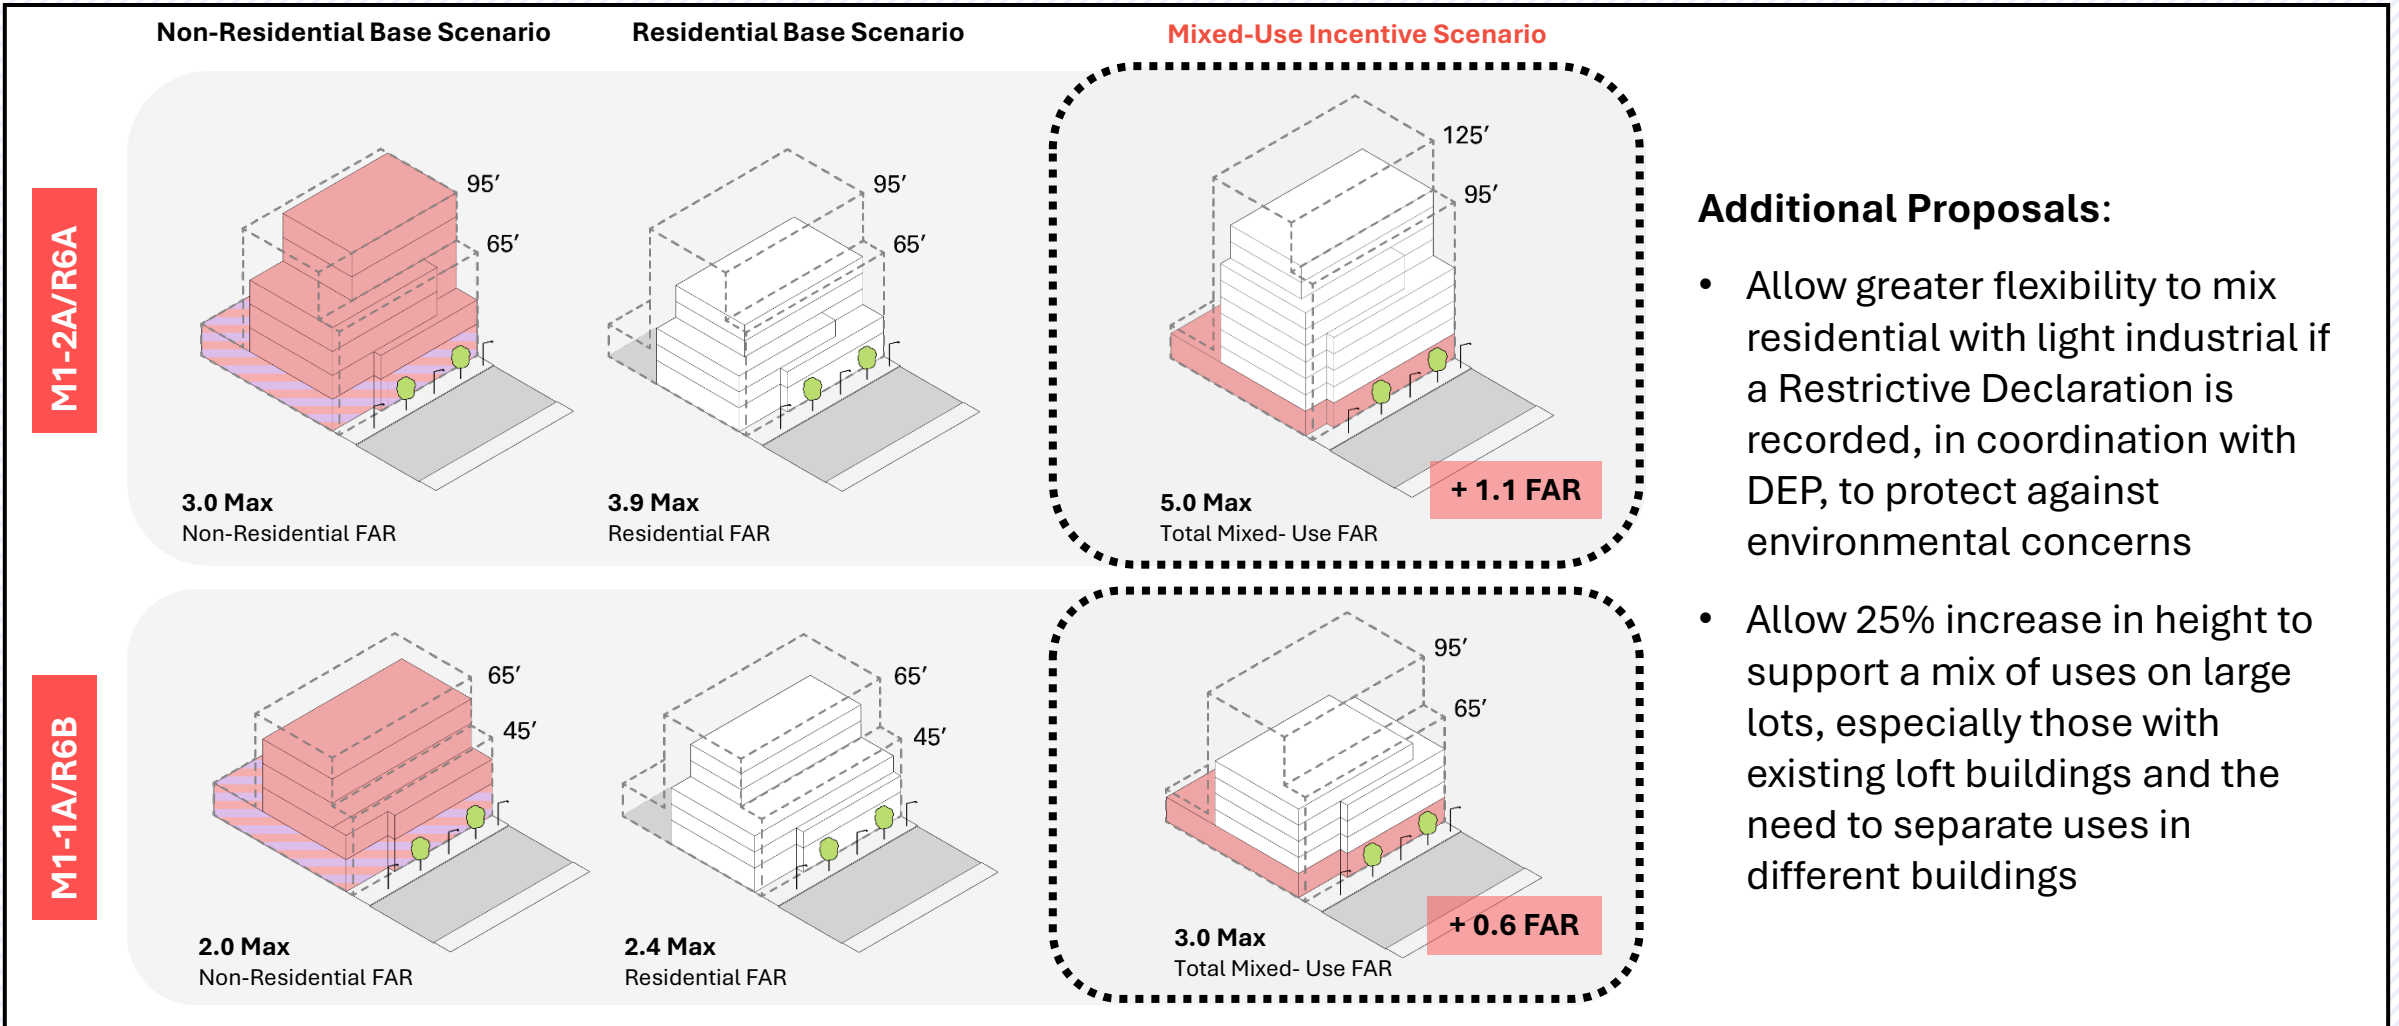 Non-Residential Base Scenario
Residential Base Scenario
Mixed-Use Incentive Scenario
M1-2A/R6A
95’
65’
3.0 Max
Non-Residential FAR
95’
65’
3.9 Max
Residential FAR
125’
95’
5.0 Max
Total Mixed- Use FAR
+ 1.1 FAR
M1-1A/R6B
65’
45’
2.0 Max
Non-Residential FAR
65’
45’
2.4 Max
Residential FAR
95’
65’
3.0 Max
Total Mixed- Use FAR
+ 0.6 FAR
Additional Proposals:
• Allow greater flexibility to mix
residential with light industrial if
a Restrictive Declaration is
recorded, in coordination with
DEP, to protect against
environmental concerns
• Allow 25% increase in height to
support a mix of uses on large
lots, especially those with
existing loft buildings and the
need to separate uses in
different buildings